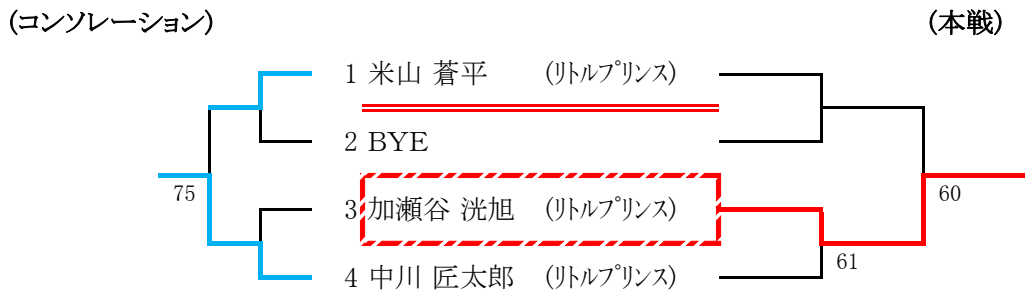 (コンソレーション) (本戦)
1 米山 蒼平 (リトルプリンス)
2 BYE
75 60
3 加瀬谷 洸旭 (リトルプリンス)
61
4 中川 匠太郎 (リトルプリンス)